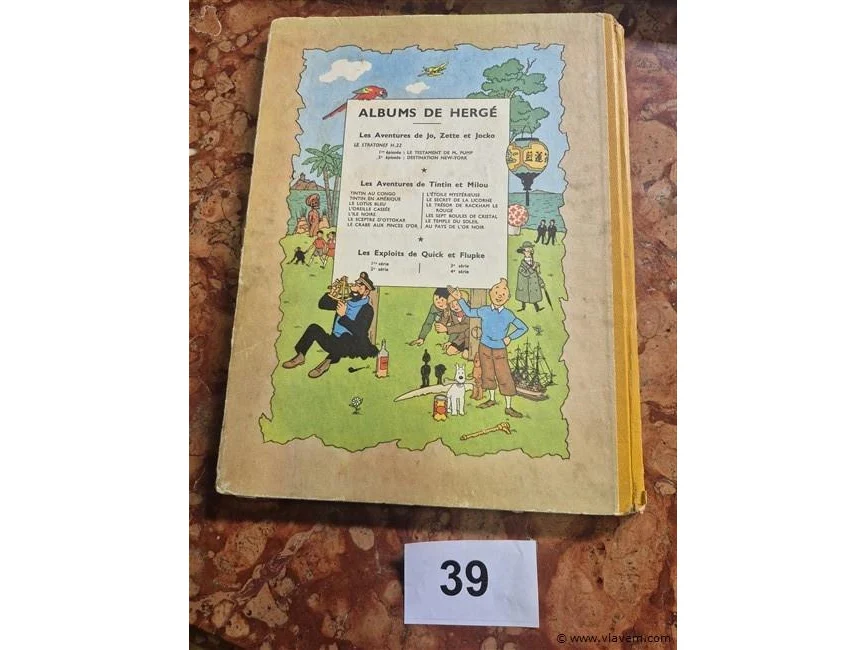 ALBUMS DE HERGÉ
Les Aventures de Jo, Zette et Jocko
LE STRATONEF H.22
1er épisode : LE TESTAMENT DE M. PUMP
2e épisode : DESTINATION NEW-YORK
Les Aventures de Tintin et Milou
TINTIN AU CONGO
TINTIN EN AMÉRIQUE
LE LOTUS BLEU
L'OREILLE CASSÉE
L'ILE NOIRE
LE SCEPTRE D'OTTOKAR
LE CRABE AUX PINCES D'OR
L'ÉTOILE MYSTÉRIEUSE
LE SECRET DE LA LICORNE
LE TRÉSOR DE RACKHAM LE
ROUGE
LES SEPT BOULES DE CRISTAL
LE TEMPLE DU SOLEIL
AU PAYS DE L'OR NOIR
Les Exploits de Quick et Flupke
1re série
2e série
3e série
4e série
39
© www.vlavem.com